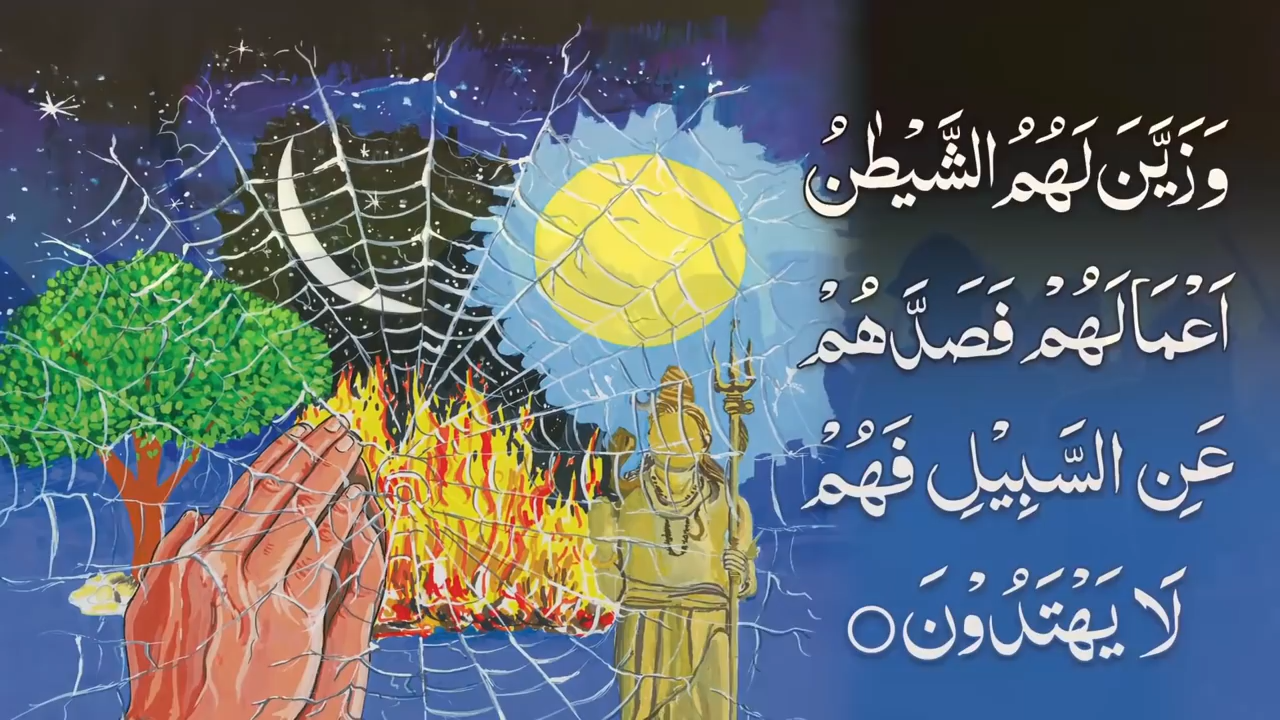 وَزَيَّنَ لَهُمُ الشَّيْطٰنُ
اَعْمَالَهُمْ فَصَدَّهُمْ
عَنِ السَّبِيْلِ فَهُمْ
لَا يَهْتَدُوْنَ○